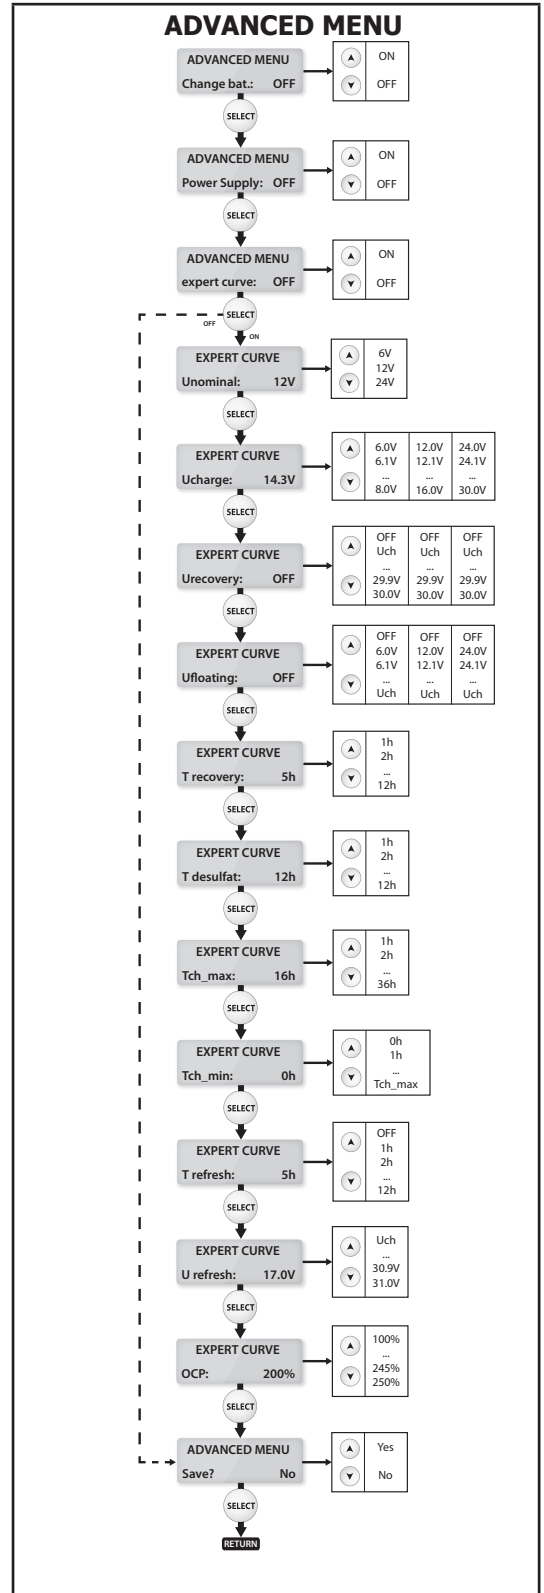 ADVANCED MENU
ADVANCED MENU
Change bat.: OFF
ON
OFF
SELECT
ADVANCED MENU
Power Supply: OFF
ON
OFF
SELECT
ADVANCED MENU
expert curve: OFF
ON
OFF
SELECT
OFF
ON
EXPERT CURVE
Unominal: 12V
6V
12V
24V
SELECT
EXPERT CURVE
Ucharge: 14.3V
6.0V 12.0V 24.0V
6.1V 12.1V 24.1V
... ... ...
8.0V 16.0V 30.0V
SELECT
EXPERT CURVE
Urecovery: OFF
OFF OFF OFF
Uch Uch Uch
... ... ...
29.9V 29.9V 29.9V
30.0V 30.0V 30.0V
SELECT
EXPERT CURVE
Ufloating: OFF
OFF OFF OFF
6.0V 12.0V 24.0V
6.1V 12.1V 24.1V
... ... ...
Uch Uch Uch
SELECT
EXPERT CURVE
T recovery: 5h
1h
2h
...
12h
SELECT
EXPERT CURVE
T desulfat: 12h
1h
2h
...
12h
SELECT
EXPERT CURVE
Tch_max: 16h
1h
2h
...
36h
SELECT
EXPERT CURVE
Tch_min: 0h
0h
1h
...
Tch_max
SELECT
EXPERT CURVE
T refresh: 5h
OFF
1h
2h
...
12h
SELECT
EXPERT CURVE
U refresh: 17.0V
Uch
...
30.9V
31.0V
SELECT
EXPERT CURVE
OCP: 200%
100%
...
245%
250%
SELECT
ADVANCED MENU
Save? No
Yes
No
SELECT
RETURN